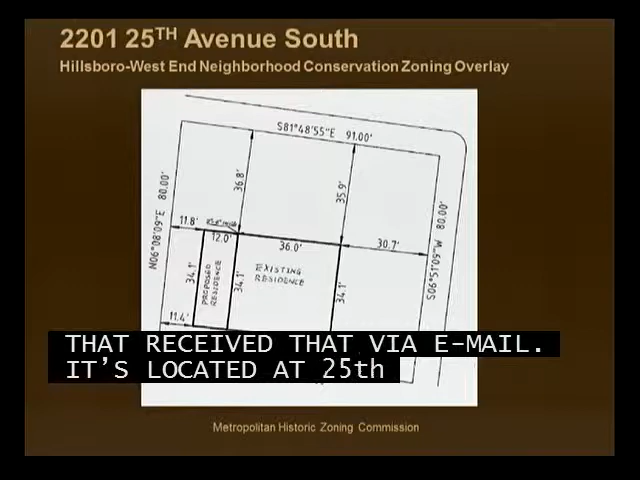 2201 25TH Avenue South
Hillsboro-West End Neighborhood Conservation Zoning Overlay
S81°48'55"E 91.00'
36.8'
35.9'
N06°08'09"E 80.00'
S06°51'09"W 80.00'
11.8'
12.0'
36.0'
30.7'
34.1'
PROPOSED
RESIDENCE
34.1'
EXISTING
RESIDENCE
34.1'
11.4'
THAT RECEIVED THAT VIA E-MAIL.
IT'S LOCATED AT 25th
Metropolitan Historic Zoning Commission